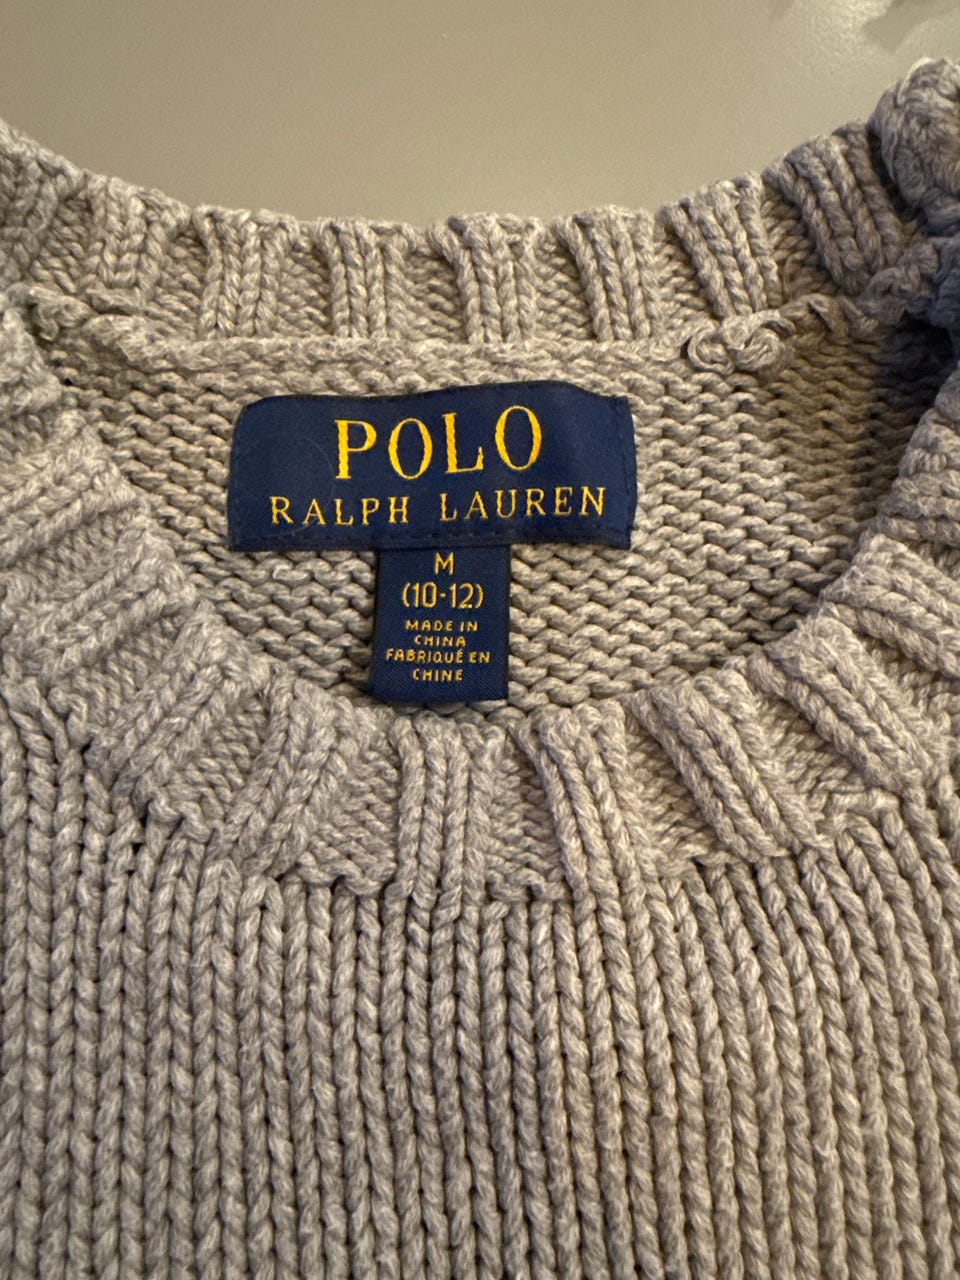 POLO
RALPH LAUREN
M
(10-12)
MADE IN
CHINA
FABRIQUÉ EN
CHINE